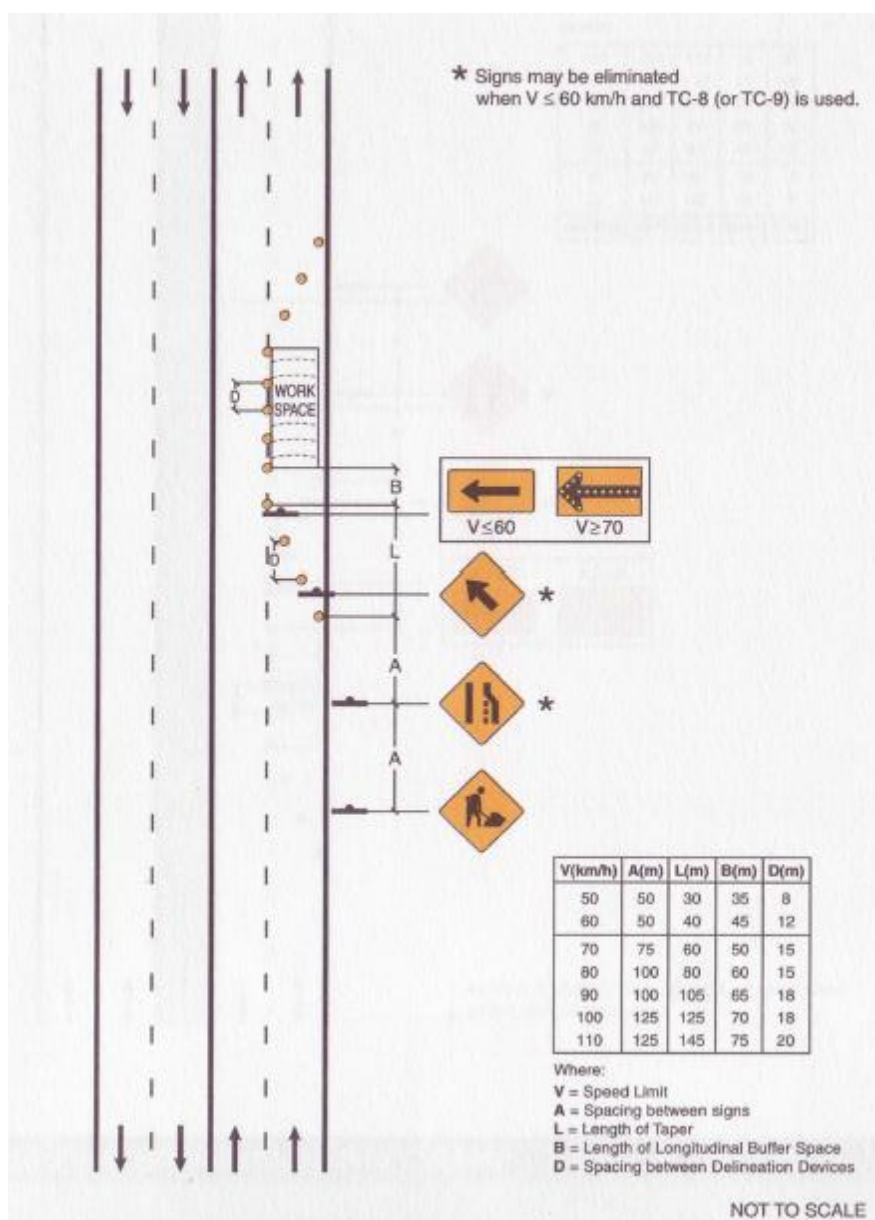 * Signs may be eliminated
when V ≤ 60 km/h and TC-8 (or TC-9) is used.
WORK
SPACE
D
B
V≤60 V≥70
L
D
*
A
*
A
V(km/h) A(m) L(m) B(m) D(m)
50 50 30 35 8
60 50 40 45 12
70 75 60 50 15
80 100 80 60 15
90 100 105 65 18
100 125 125 70 18
110 125 145 75 20
Where:
V = Speed Limit
A = Spacing between signs
L = Length of Taper
B = Length of Longitudinal Buffer Space
D = Spacing between Delineation Devices
NOT TO SCALE